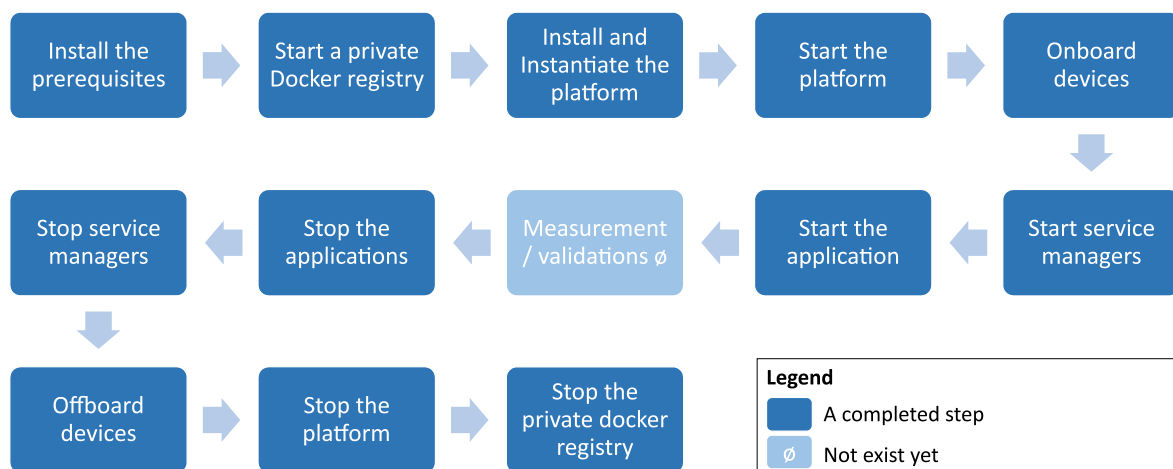 Install the
prerequisites
Start a private
Docker registry
Install and
Instantiate the
platform
Start the
platform
Onboard
devices
Start service
managers
Start the
application
Measurement
/ validations ø
Stop the
applications
Stop service
managers
Offboard
devices
Stop the
platform
Stop the
private docker
registry
Legend
A completed step
ø Not exist yet